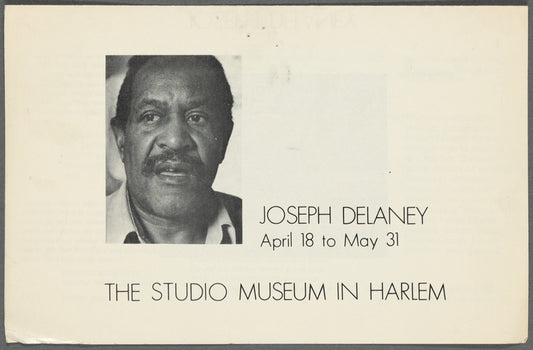 JOSEPH DELANEY
April 18 to May 31
THE STUDIO MUSEUM IN HARLEM